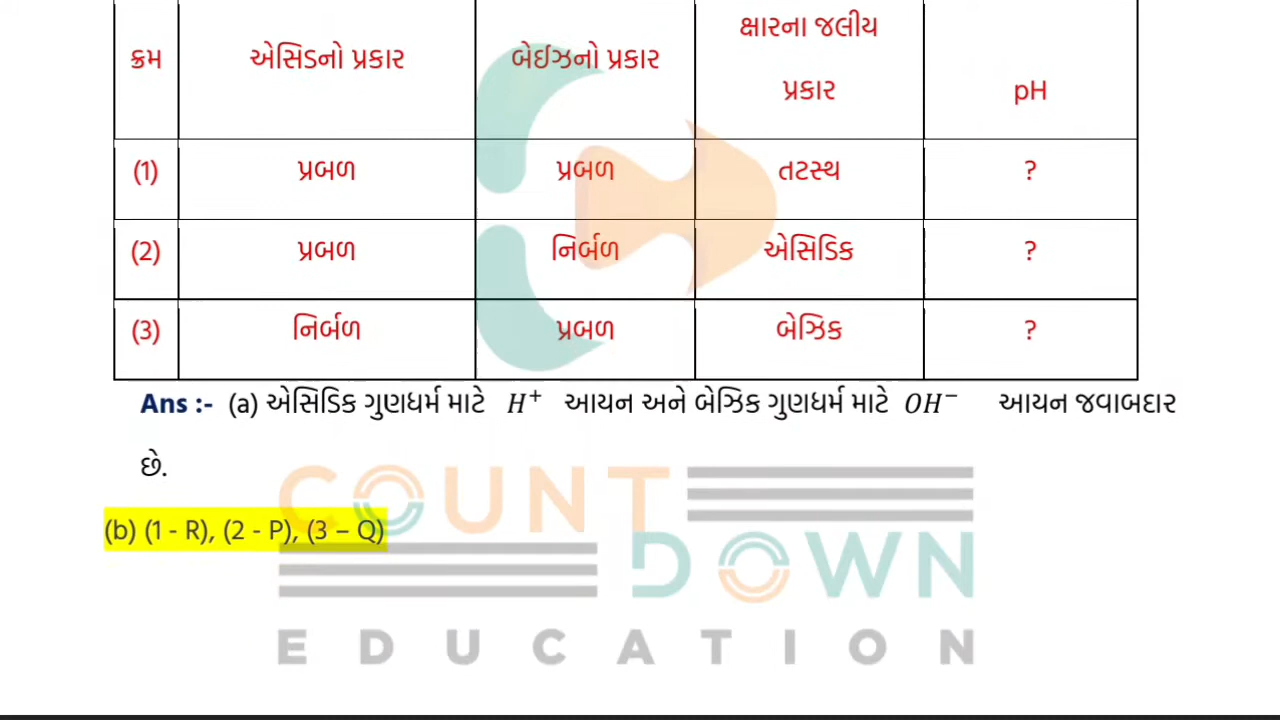 ક્રમ એસિડનો પ્રકાર બેઈઝનો પ્રકાર ક્ષારના જલીય પ્રકાર pH
(1) પ્રબળ પ્રબળ તટસ્થ ?
(2) પ્રબળ નિર્બળ એસિડિક ?
(3) નિર્બળ પ્રબળ બેઝિક ?
Ans :- (a) એસિડિક ગુણધર્મ માટે H⁺ આયન અને બેઝિક ગુણધર્મ માટે OH⁻ આયન જવાબદાર
છે.
(b) (1 - R), (2 - P), (3 – Q)
COUNT
DOWN
EDUCATION